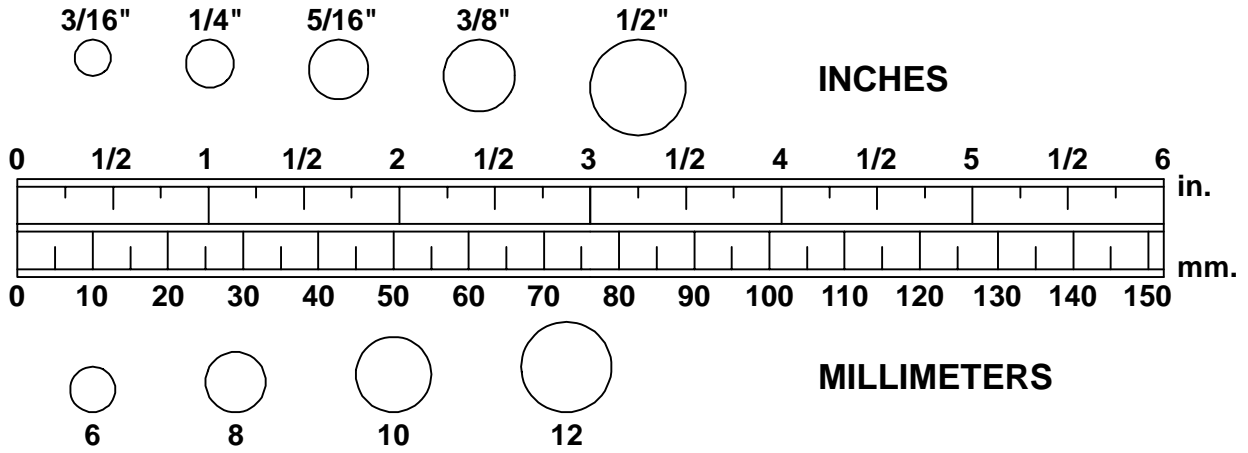 3/16" 1/4" 5/16" 3/8" 1/2"
INCHES
0 1/2 1 1/2 2 1/2 3 1/2 4 1/2 5 1/2 6
in.
mm.
0 10 20 30 40 50 60 70 80 90 100 110 120 130 140 150
MILLIMETERS
6 8 10 12